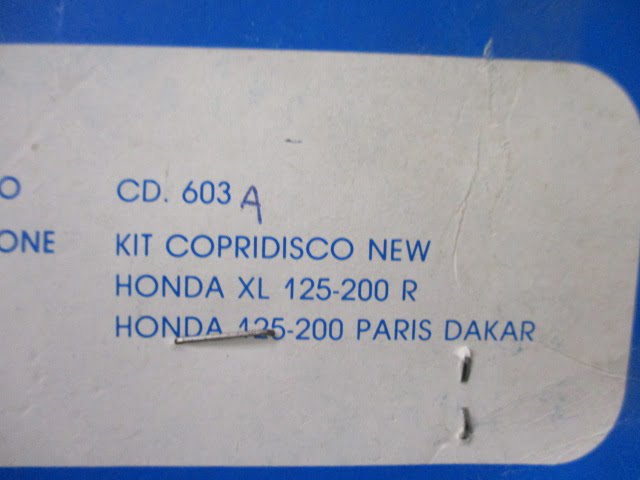 O CD. 603 A
ONE KIT COPRIDISCO NEW
HONDA XL 125-200 R
HONDA 125-200 PARIS DAKAR